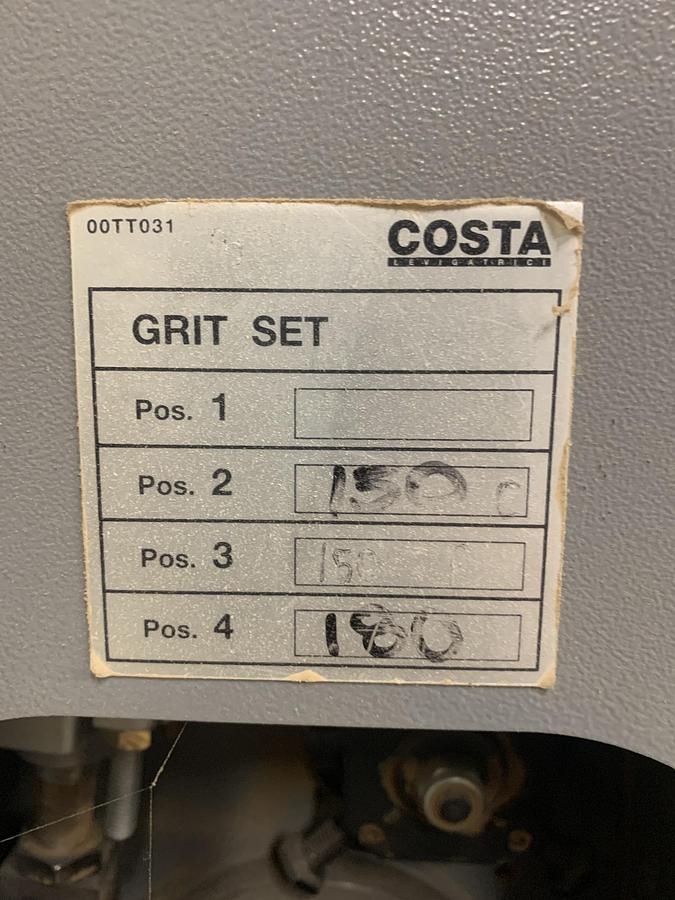 00TT031
COSTA
LEVIGATRICI
GRIT SET
Pos. 1
Pos. 2 150 C
Pos. 3 150
Pos. 4 180